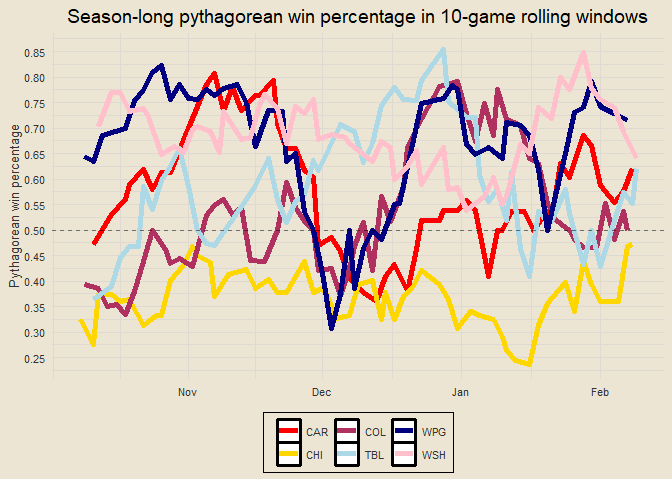 Season-long pythagorean win percentage in 10-game rolling windows
Pythagorean win percentage
0.85
0.80
0.75
0.70
0.65
0.60
0.55
0.50
0.45
0.40
0.35
0.30
0.25
Nov Dec Jan Feb
CAR COL WPG
CHI TBL WSH